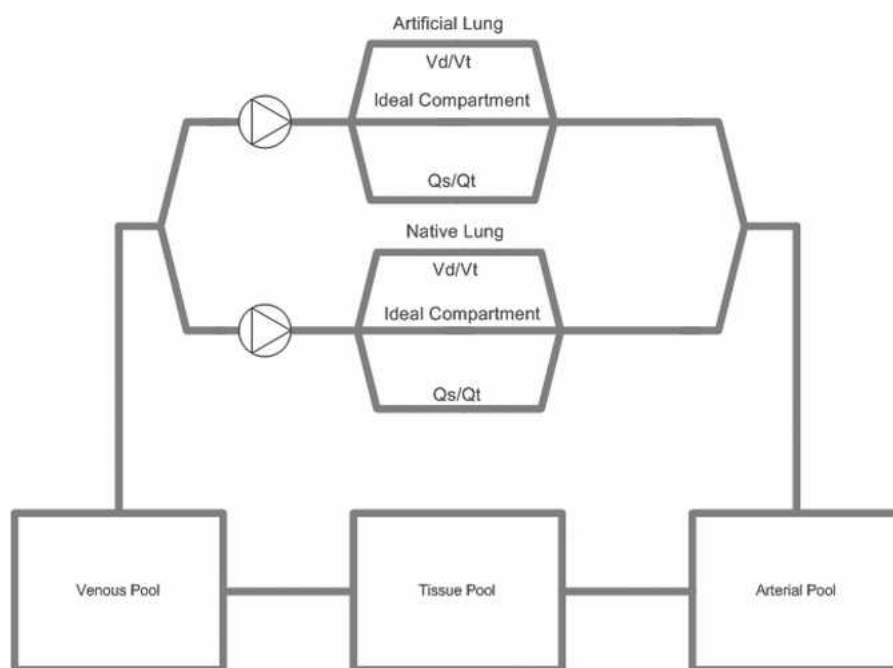 Artificial Lung
Vd/Vt
Ideal Compartment
Qs/Qt
Native Lung
Vd/Vt
Ideal Compartment
Qs/Qt
Venous Pool
Tissue Pool
Arterial Pool